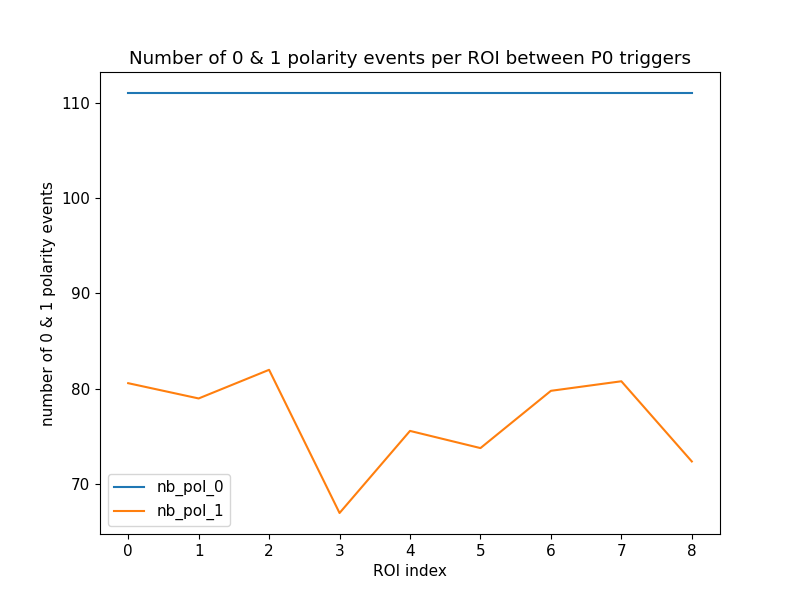 Number of 0 & 1 polarity events per ROI between P0 triggers
number of 0 & 1 polarity events
110
100
90
80
70
nb_pol_0
nb_pol_1
0 1 2 3 4 5 6 7 8
ROI index